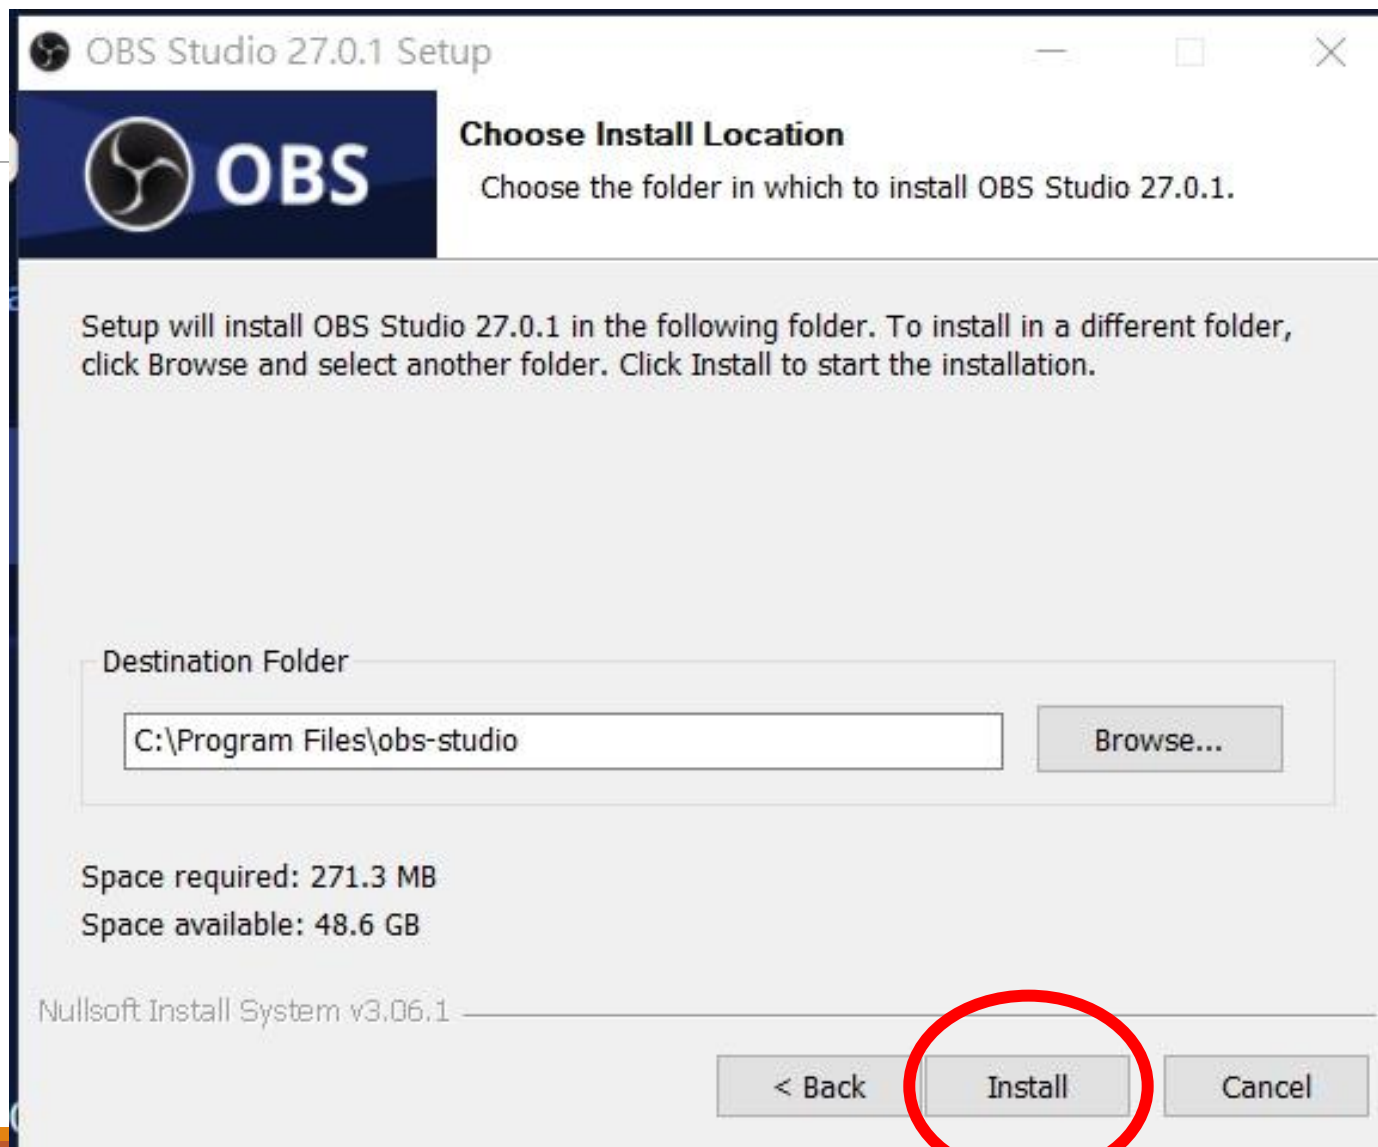 OBS Studio 27.0.1 Setup
OBS
Choose Install Location
Choose the folder in which to install OBS Studio 27.0.1.
Setup will install OBS Studio 27.0.1 in the following folder. To install in a different folder,
click Browse and select another folder. Click Install to start the installation.
Destination Folder
C:\Program Files\obs-studio
Browse...
Space required: 271.3 MB
Space available: 48.6 GB
Nullsoft Install System v3.06.1
< Back
Install
Cancel